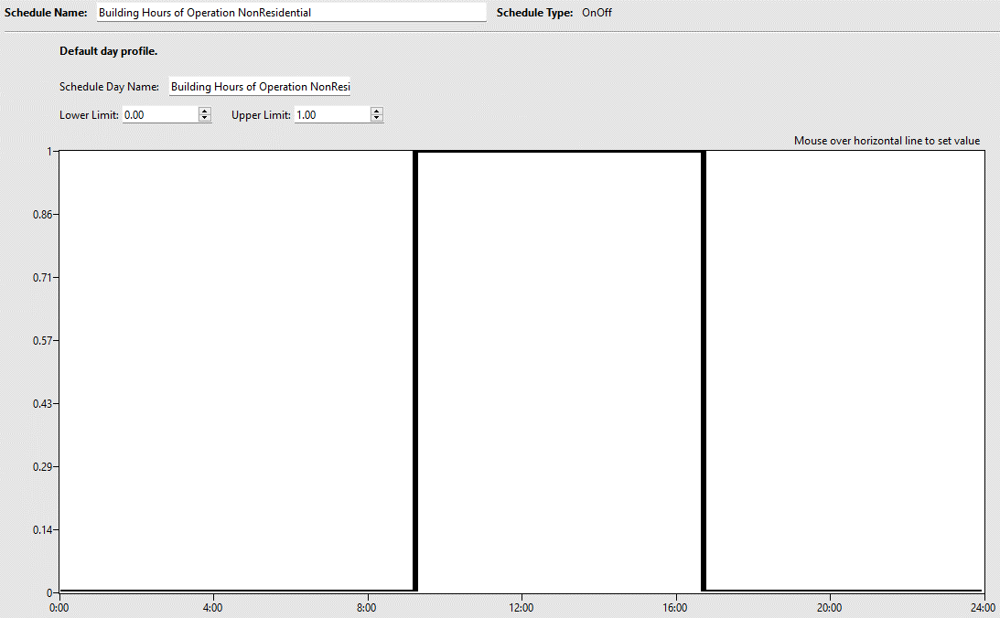 Schedule Name: Building Hours of Operation NonResidential Schedule Type: OnOff
Default day profile.
Schedule Day Name: Building Hours of Operation NonResi
Lower Limit: 0.00 Upper Limit: 1.00
Mouse over horizontal line to set value
1
0.86
0.71
0.57
0.43
0.29
0.14
0
0:00 4:00 8:00 12:00 16:00 20:00 24:00